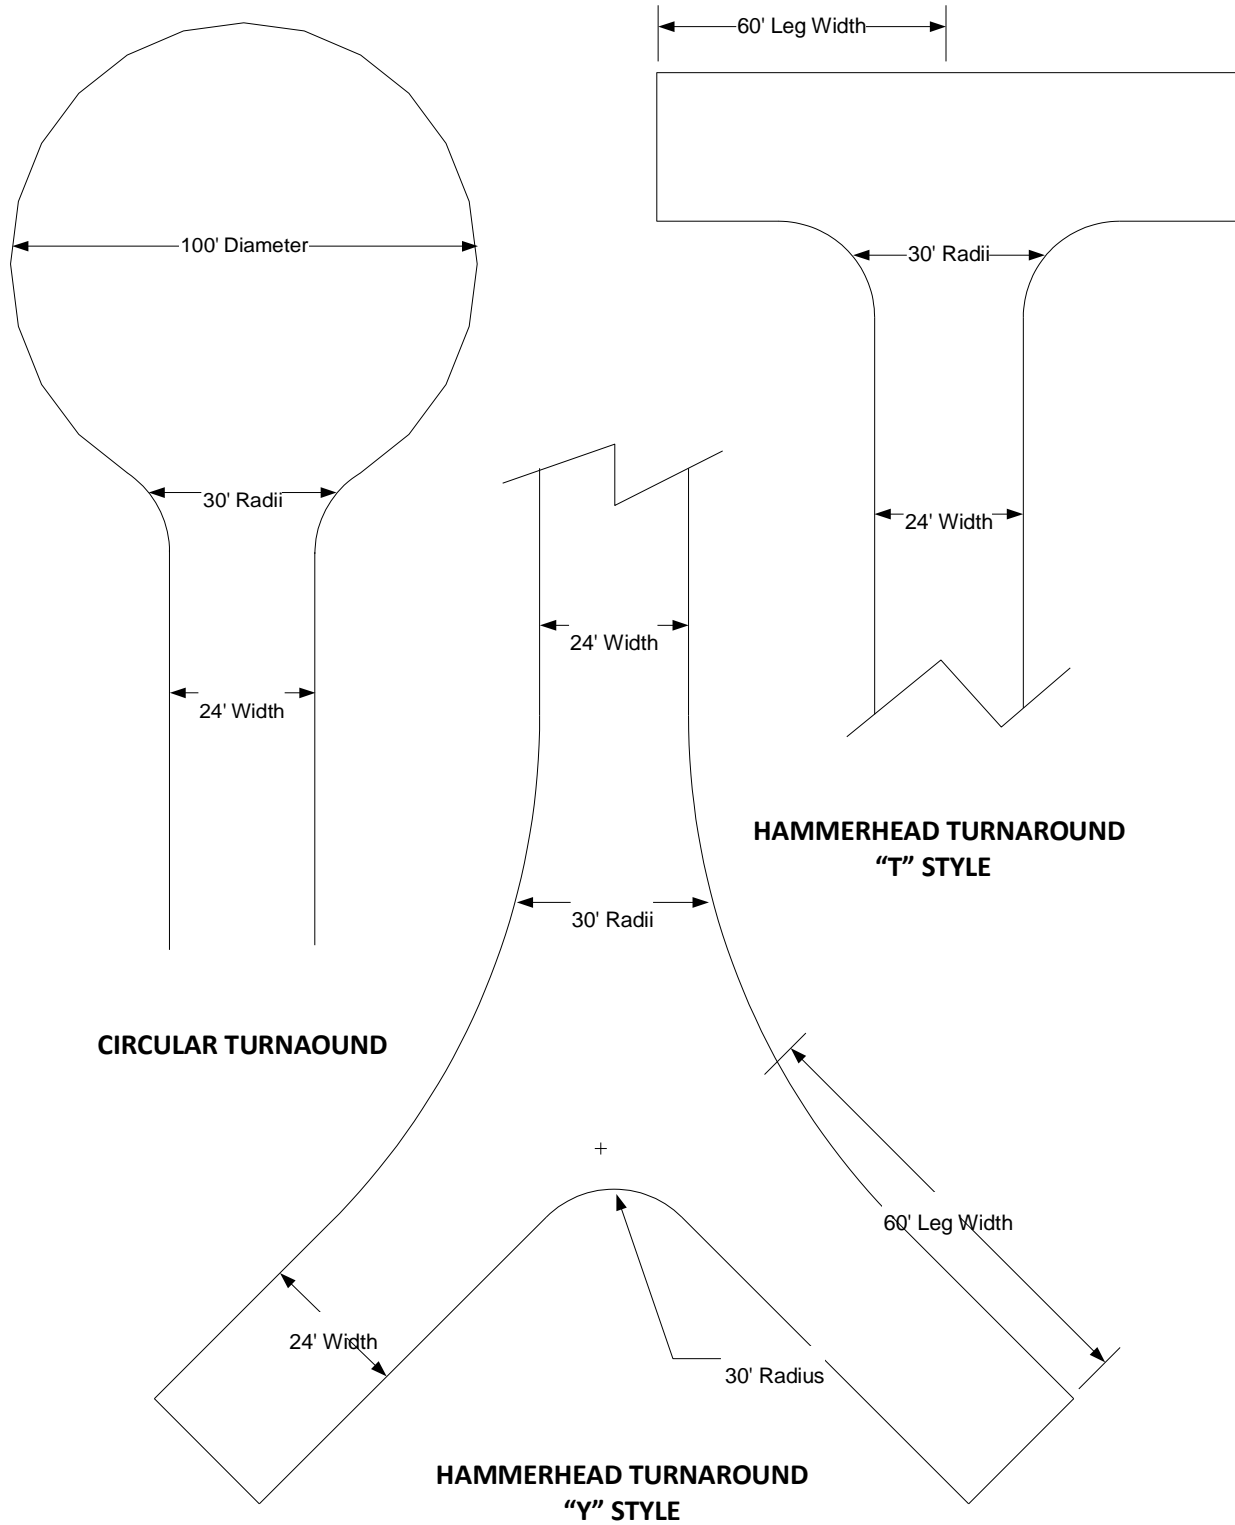 60' Leg Width
100' Diameter
30' Radii
30' Radii
24' Width
24' Width
24' Width
HAMMERHEAD TURNAROUND
“T” STYLE
30' Radii
CIRCULAR TURNAOUND
60' Leg Width
24' Width
30' Radius
HAMMERHEAD TURNAROUND
“Y” STYLE